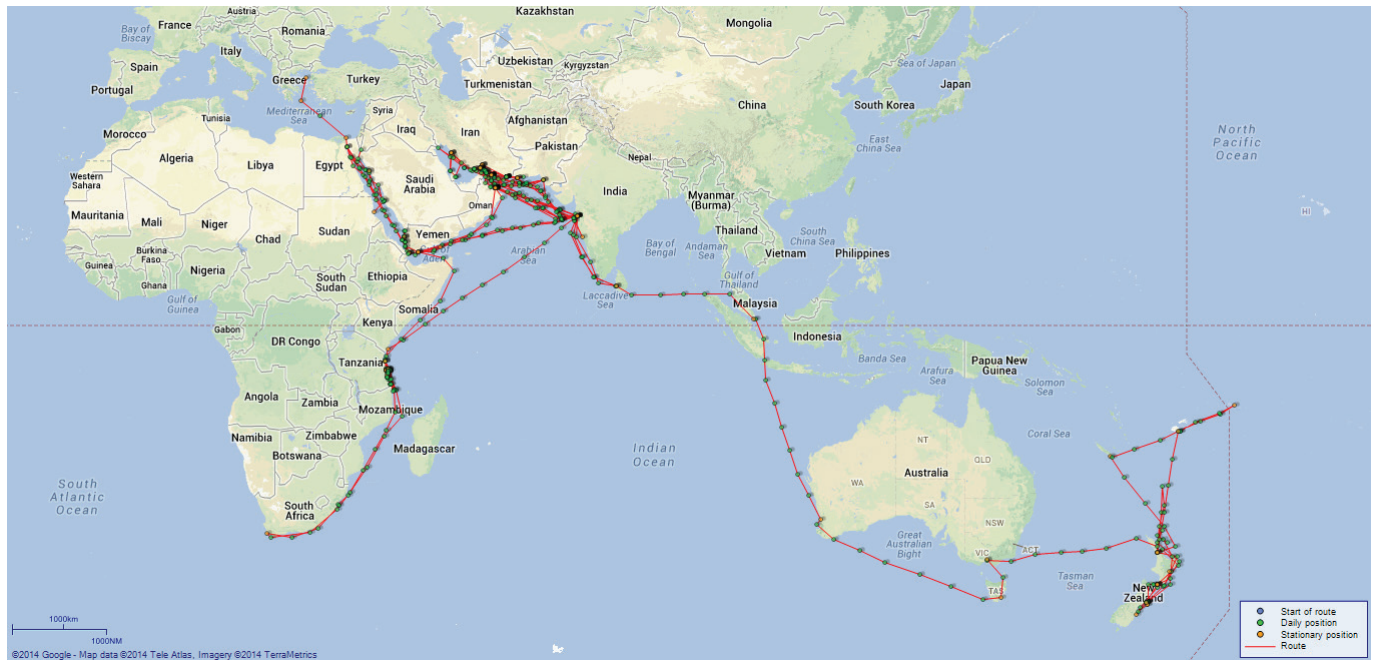 Kazakhstan
Austria
France
Mongolia
Bay of
Biscay
Romania
Italy
Uzbekistan
Kyrgyzstan
Sea of Japan
Spain
Greece
Turkey
Turkmenistan
Japan
Portugal
China
South Korea
Mediterranean
Sea
Syria
Tunisia
Afghanistan
Morocco
Iraq
Iran
North
Pacific
Ocean
East
China Sea
Pakistan
Algeria
Libya
Egypt
Nepal
Western
Sahara
Saudi
Arabia
India
Myanmar
(Burma)
Oman
HI
Mauritania
Mali
Niger
Sudan
Yemen
Thailand
South
China Sea
Chad
Gulf of
Aden
Arabian
Sea
Bay of
Bengal
Andaman
Sea
Vietnam
Philippines
Burkina
Faso
Guinea
Nigeria
Ethiopia
Gulf of
Thailand
Ghana
South
Sudan
Gulf of
Guinea
Laccadive
Sea
Malaysia
Somalia
Gabon
Kenya
Indonesia
DR Congo
Banda Sea
Papua New
Guinea
Tanzania
Arafura
Sea
Solomon
Sea
Angola
Zambia
Mozambique
Coral Sea
Namibia
Zimbabwe
Madagascar
NT
Botswana
Indian
Ocean
QLD
Australia
WA
South
Atlantic
Ocean
South
Africa
SA
NSW
Great
Australian
Bight
VIC
ACT
Tasman
Sea
TAS
New
Zealand
1000km
1000NM
Start of route
Daily position
Stationary position
Route
©2014 Google - Map data ©2014 Tele Atlas, Imagery ©2014 TerraMetrics